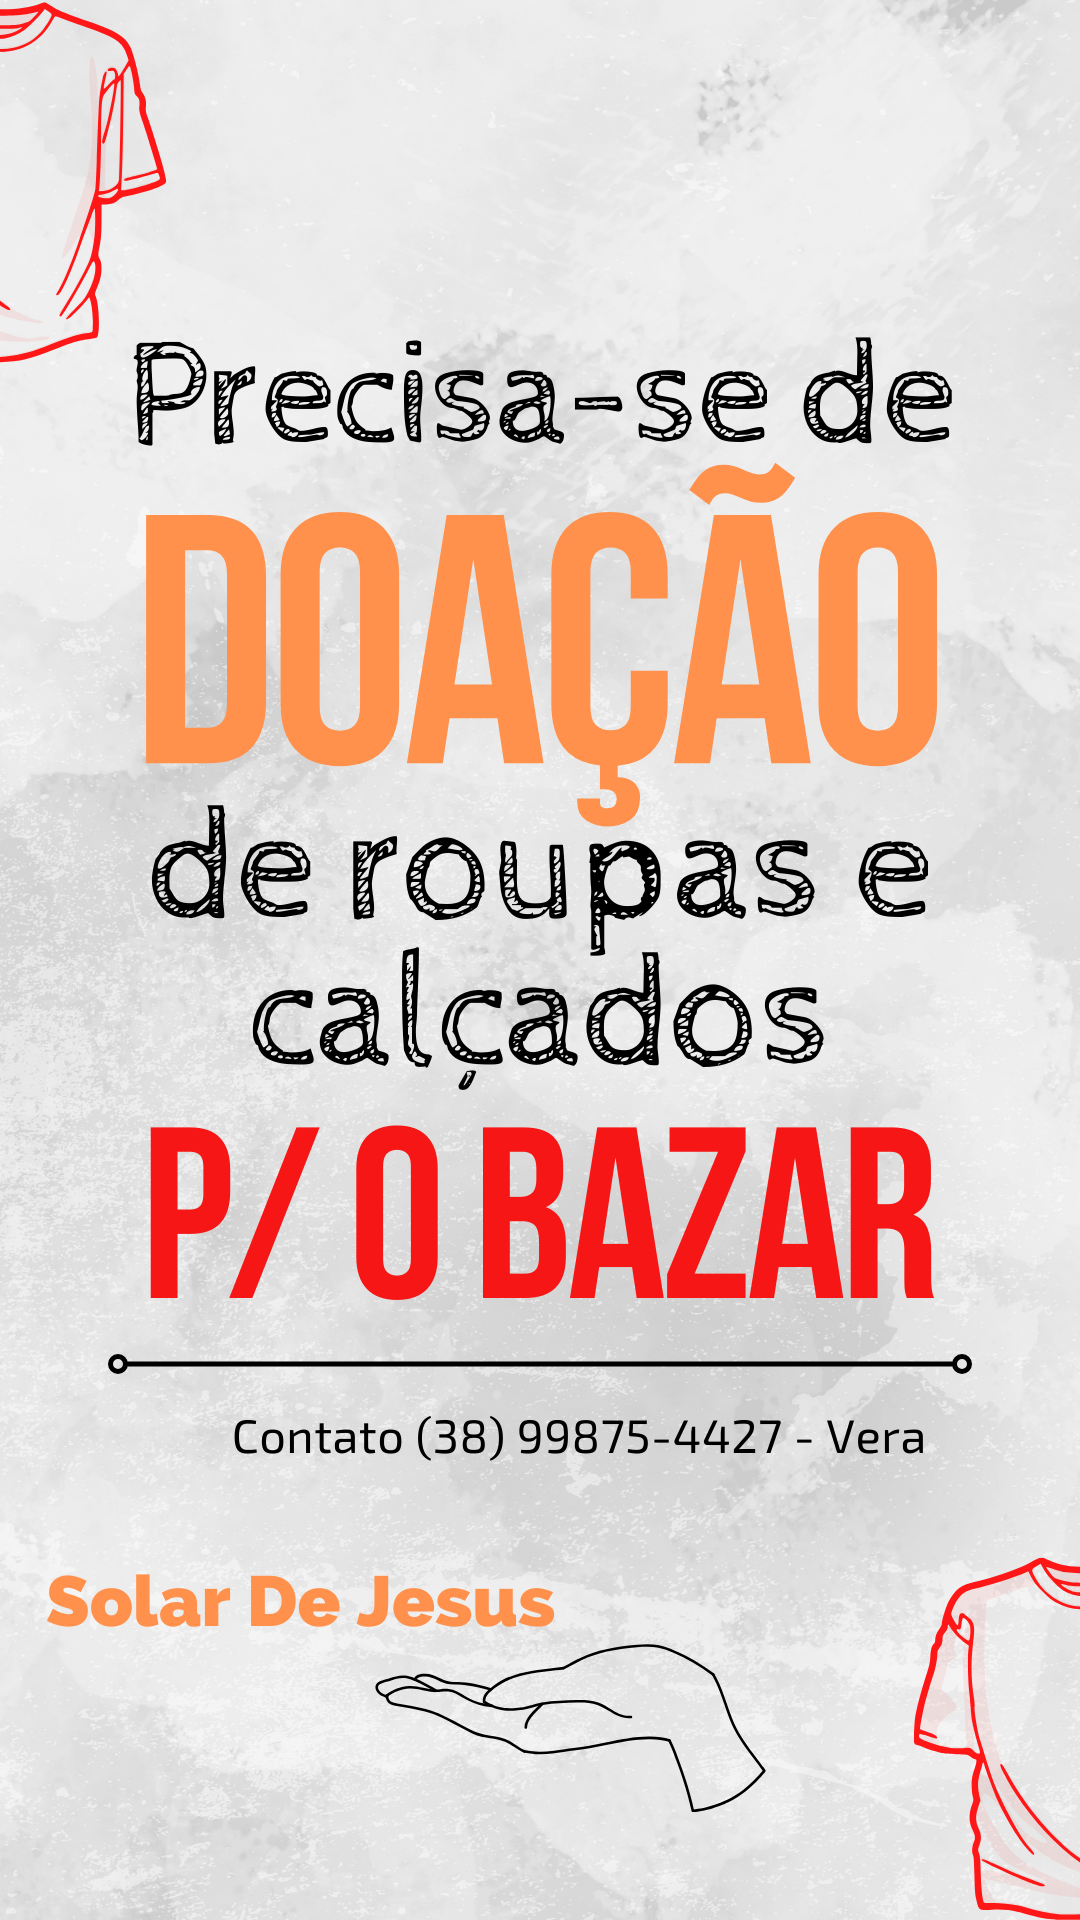 Precisa-se de
DOAÇÃO
de roupas e
calçados
P/ O BAZAR
Contato (38) 99875-4427 - Vera
Solar De Jesus